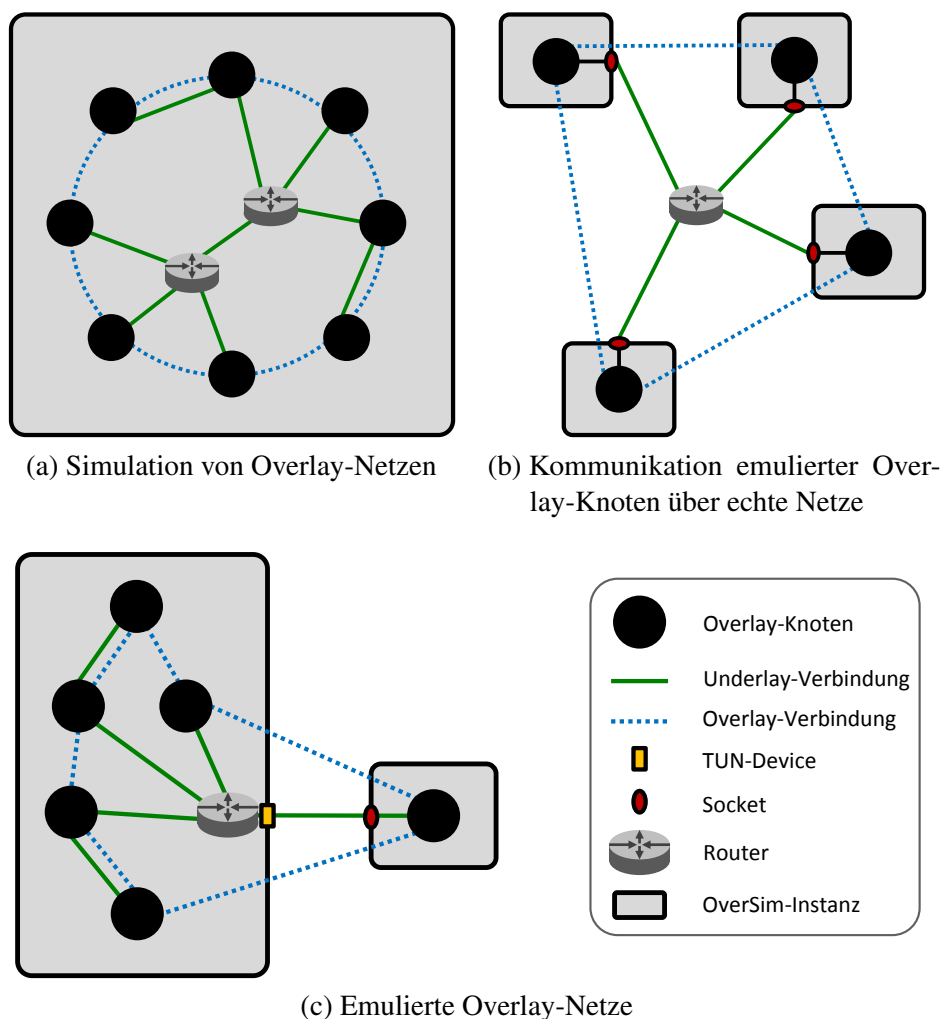 (a) Simulation von Overlay-Netzen
(b) Kommunikation emulierter Over-
lay-Knoten über echte Netze
Overlay-Knoten
Underlay-Verbindung
Overlay-Verbindung
TUN-Device
Socket
Router
OverSim-Instanz
(c) Emulierte Overlay-Netze